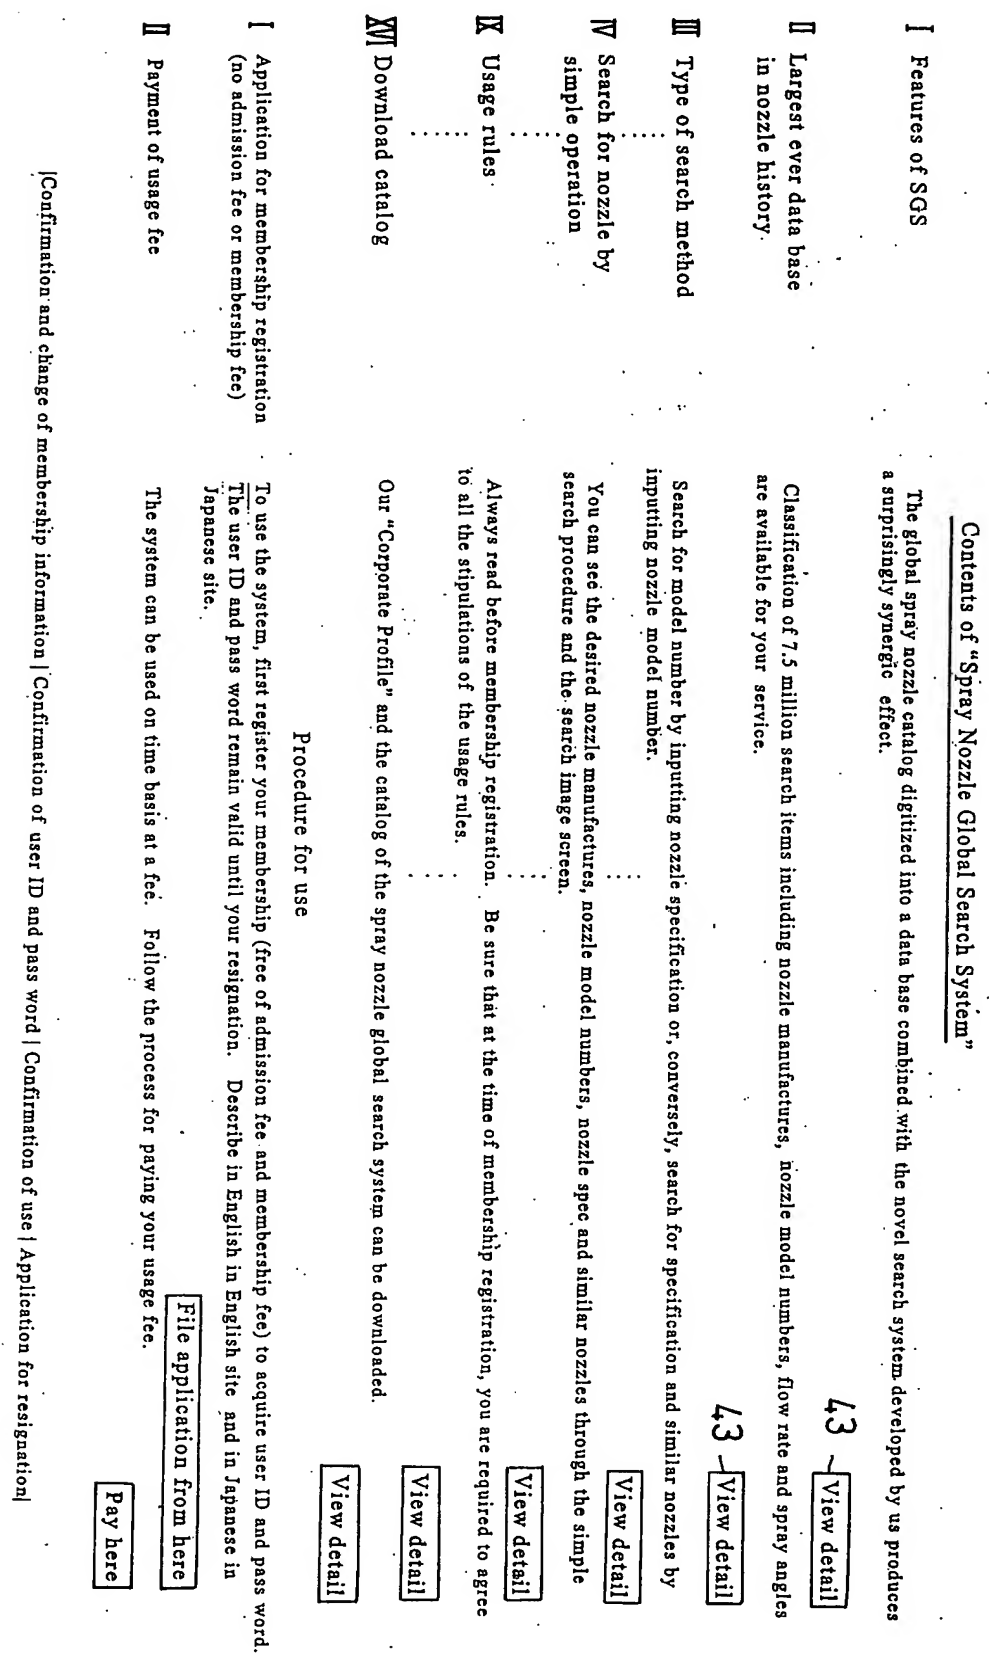 Contents of “Spray Nozzle Global Search System”
I Features of SGS
The global spray nozzle catalog digitized into a data base combined with the novel search system developed by us produces
a surprisingly synergic effect.
43 View detail
II Largest ever data base
in nozzle history.
Classification of 7.5 million search items including nozzle manufactures, nozzle model numbers, flow rate and spray angles
are available for your service.
43 View detail
III Type of search method
Search for model number by inputting nozzle specification or, conversely, search for specification and similar nozzles by
inputting nozzle model number.
View detail
IV Search for nozzle by
simple operation
You can see the desired nozzle manufactures, nozzle model numbers, nozzle spec and similar nozzles through the simple
search procedure and the search image screen.
View detail
IX Usage rules
Always read before membership registration. Be sure that at the time of membership registration, you are required to agree
to all the stipulations of the usage rules.
View detail
XVI Download catalog
Our “Corporate Profile” and the catalog of the spray nozzle global search system can be downloaded.
View detail
Procedure for use
I Application for membership registration
(no admission fee or membership fee)
To use the system, first register your membership (free of admission fee and membership fee) to acquire user ID and pass word.
The user ID and pass word remain valid until your resignation. Describe in English in English site and in Japanese in
Japanese site.
File application from here
II Payment of usage fee
The system can be used on time basis at a fee. Follow the process for paying your usage fee.
Pay here
|Confirmation and change of membership information | Confirmation of user ID and pass word | Confirmation of use | Application for resignation|